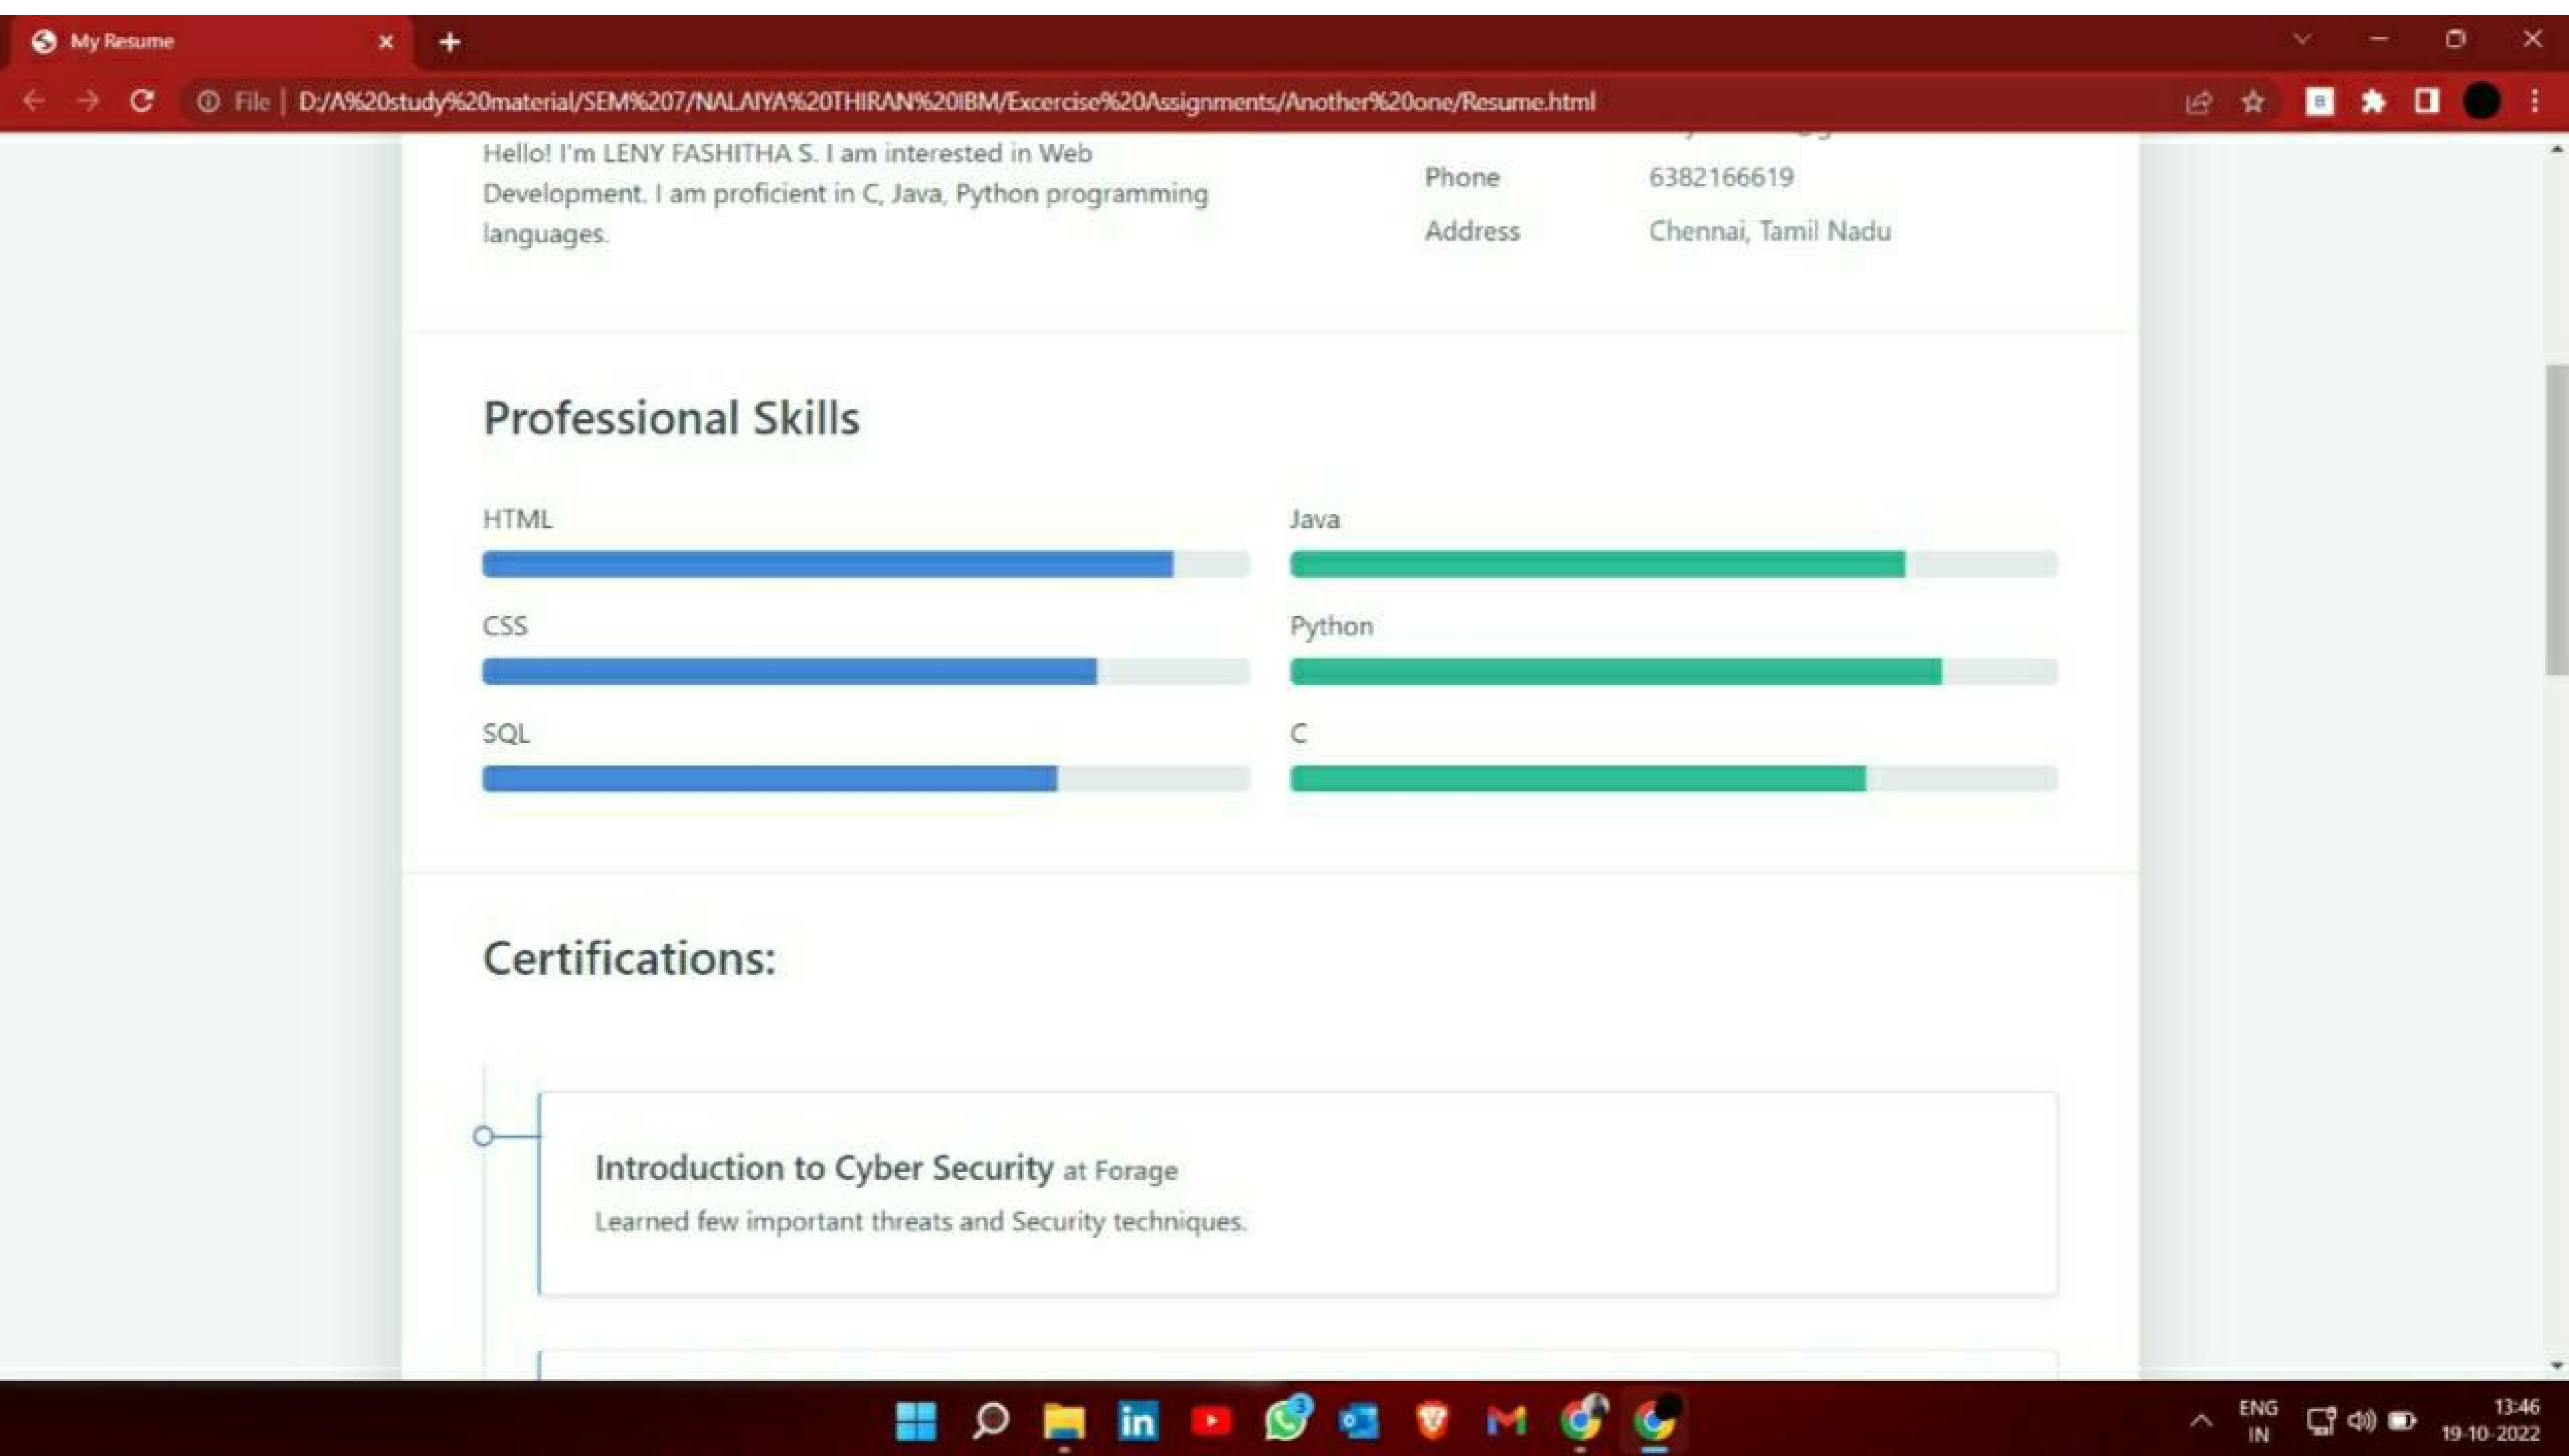 My Resume
File | D:/A%20study%20material/SEM%207/NALAIYA%20THIRAN%20IBM/Excercise%20Assignments/Another%20one/Resume.html
Hello! I'm LENY FASHITHA S. I am interested in Web
Development. I am proficient in C, Java, Python programming
languages.
Phone 6382166619
Address Chennai, Tamil Nadu
Professional Skills
HTML
Java
CSS
Python
SQL
C
Certifications:
Introduction to Cyber Security at Forage
Learned few important threats and Security techniques.
in
3
ENG
IN
13:46
19-10-2022